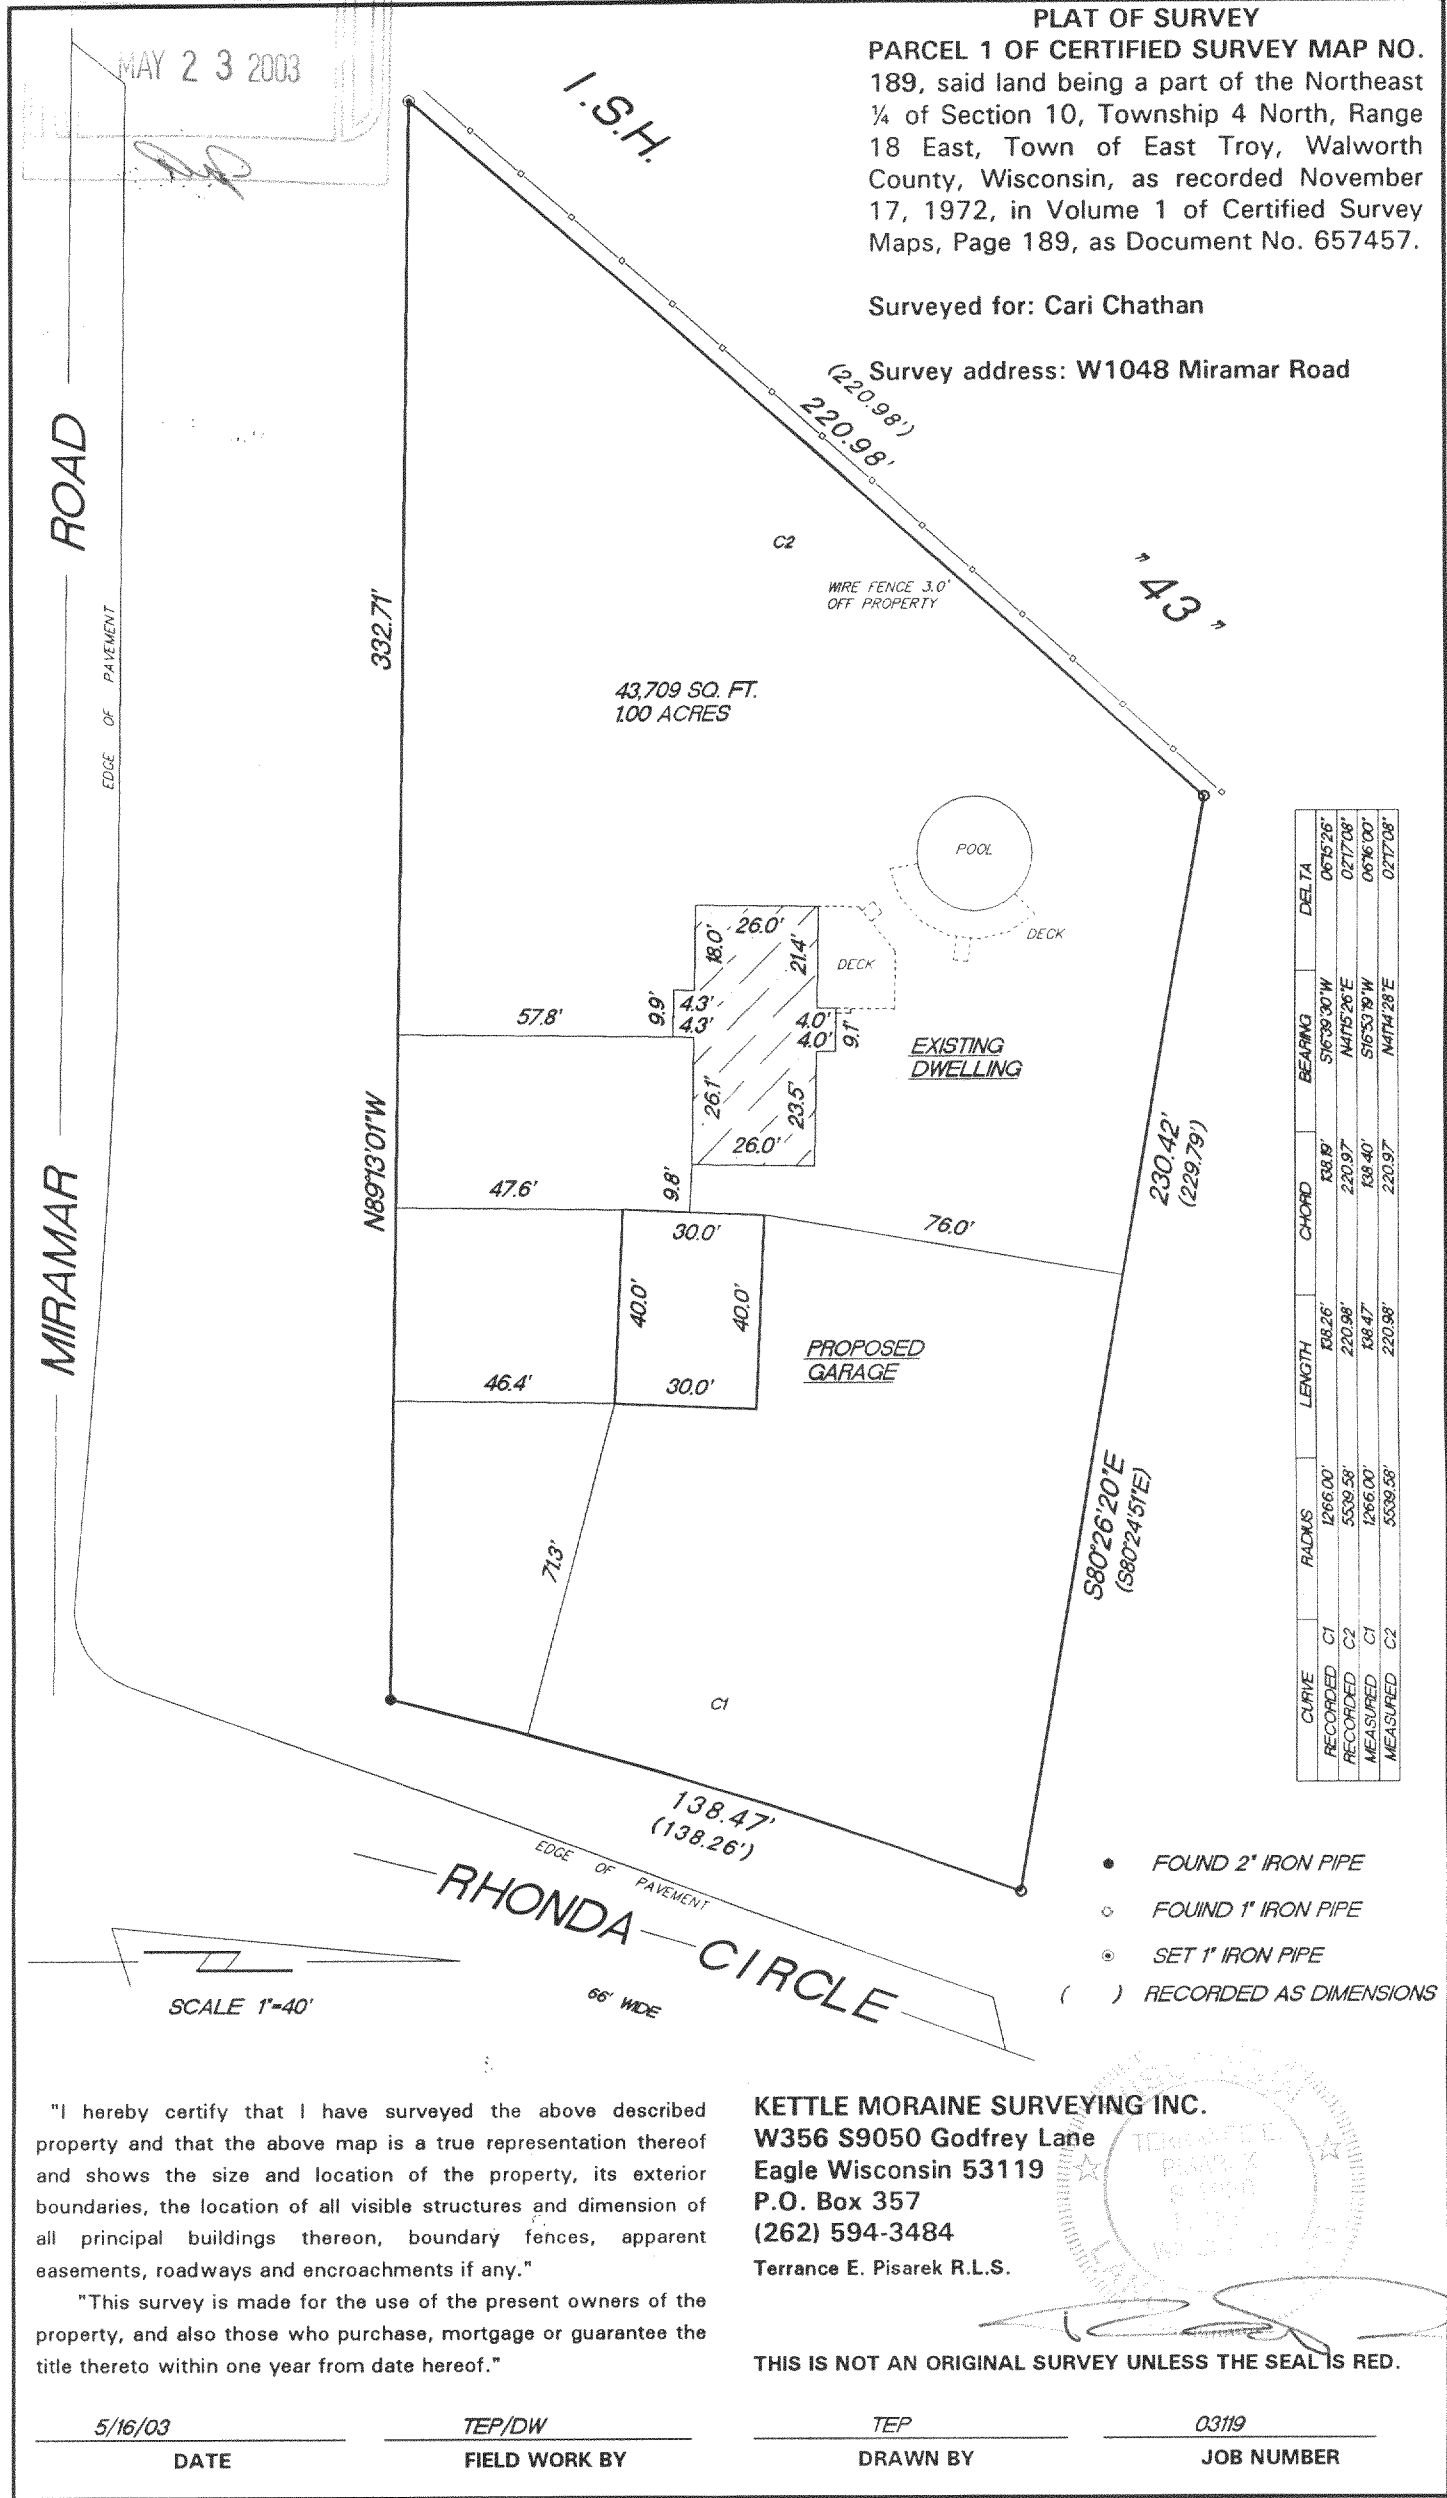 PLAT OF SURVEY
PARCEL 1 OF CERTIFIED SURVEY MAP NO.
189, said land being a part of the Northeast
¼ of Section 10, Township 4 North, Range
18 East, Town of East Troy, Walworth
County, Wisconsin, as recorded November
17, 1972, in Volume 1 of Certified Survey
Maps, Page 189, as Document No. 657457.
Surveyed for: Cari Chathan
Survey address: W1048 Miramar Road
MAY 2 3 2003
I.S.H.
"43"
(220.98')
220.98'
C2
WIRE FENCE 3.0'
OFF PROPERTY
MIRAMAR ROAD
EDGE OF PAVEMENT
332.71'
N89°13'01"W
43,709 SQ. FT.
1.00 ACRES
POOL
DECK
DECK
26.0'
18.0'
21.4'
9.9'
4.3'
4.3'
4.0'
4.0'
9.1'
57.8'
EXISTING
DWELLING
26.1'
23.5'
26.0'
47.6'
9.8'
30.0'
76.0'
40.0'
40.0'
PROPOSED
GARAGE
46.4'
30.0'
71.3'
230.42'
(229.79')
S80°26'20"E
(S80°24'51"E)
C1
138.47'
(138.26')
EDGE OF PAVEMENT
RHONDA CIRCLE
66' WIDE
SCALE 1"=40'
CURVE RADIUS LENGTH CHORD BEARING DELTA
RECORDED C1 1266.00' 138.26' 138.19' S16°39'30"W 06°15'26"
RECORDED C2 5539.58' 220.98' 220.97' N41°15'26"E 02°17'08"
MEASURED C1 1266.00' 138.47' 138.40' S16°53'19"W 06°16'00"
MEASURED C2 5539.58' 220.98' 220.97' N41°14'28"E 02°17'08"
FOUND 2" IRON PIPE
FOUIND 1" IRON PIPE
SET 1" IRON PIPE
( ) RECORDED AS DIMENSIONS
"I hereby certify that I have surveyed the above described
property and that the above map is a true representation thereof
and shows the size and location of the property, its exterior
boundaries, the location of all visible structures and dimension of
all principal buildings thereon, boundary fences, apparent
easements, roadways and encroachments if any."
"This survey is made for the use of the present owners of the
property, and also those who purchase, mortgage or guarantee the
title thereto within one year from date hereof."
KETTLE MORAINE SURVEYING INC.
W356 S9050 Godfrey Lane
Eagle Wisconsin 53119
P.O. Box 357
(262) 594-3484
Terrance E. Pisarek R.L.S.
THIS IS NOT AN ORIGINAL SURVEY UNLESS THE SEAL IS RED.
5/16/03
DATE
TEP/DW
FIELD WORK BY
TEP
DRAWN BY
03119
JOB NUMBER